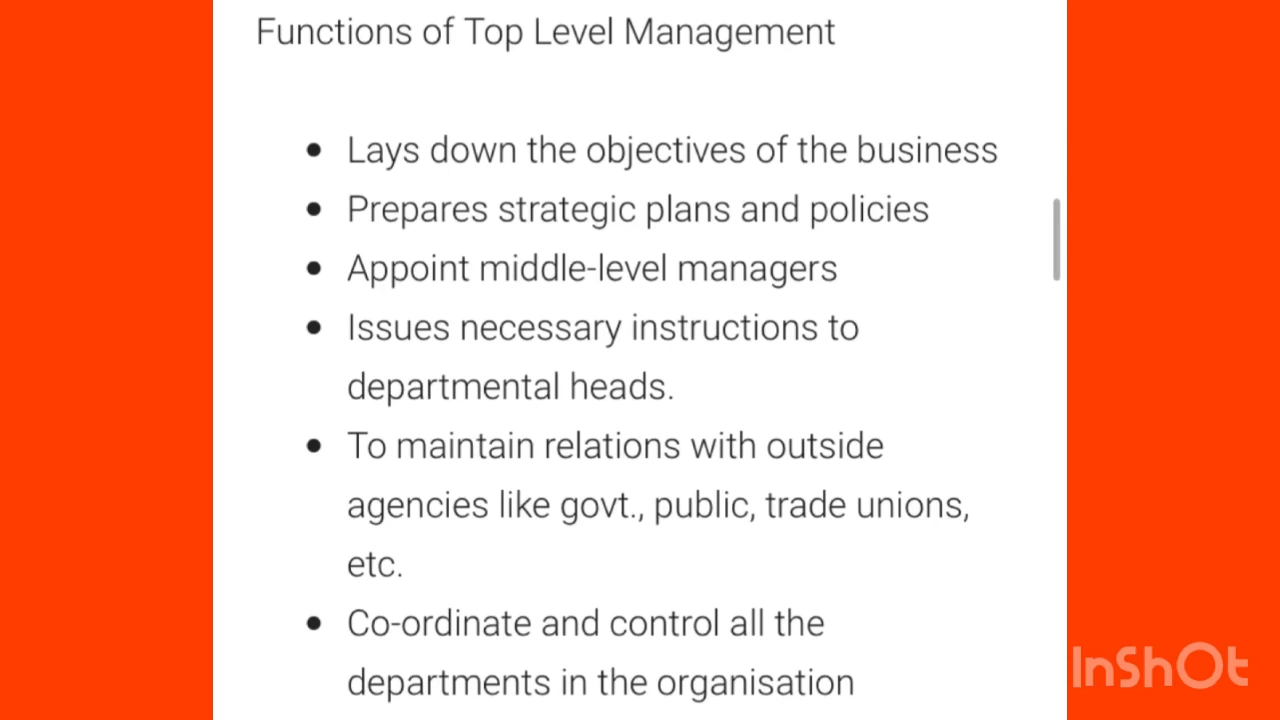 Functions of Top Level Management
• Lays down the objectives of the business
• Prepares strategic plans and policies
• Appoint middle-level managers
• Issues necessary instructions to
departmental heads.
• To maintain relations with outside
agencies like govt., public, trade unions,
etc.
• Co-ordinate and control all the
departments in the organisation
InShOt